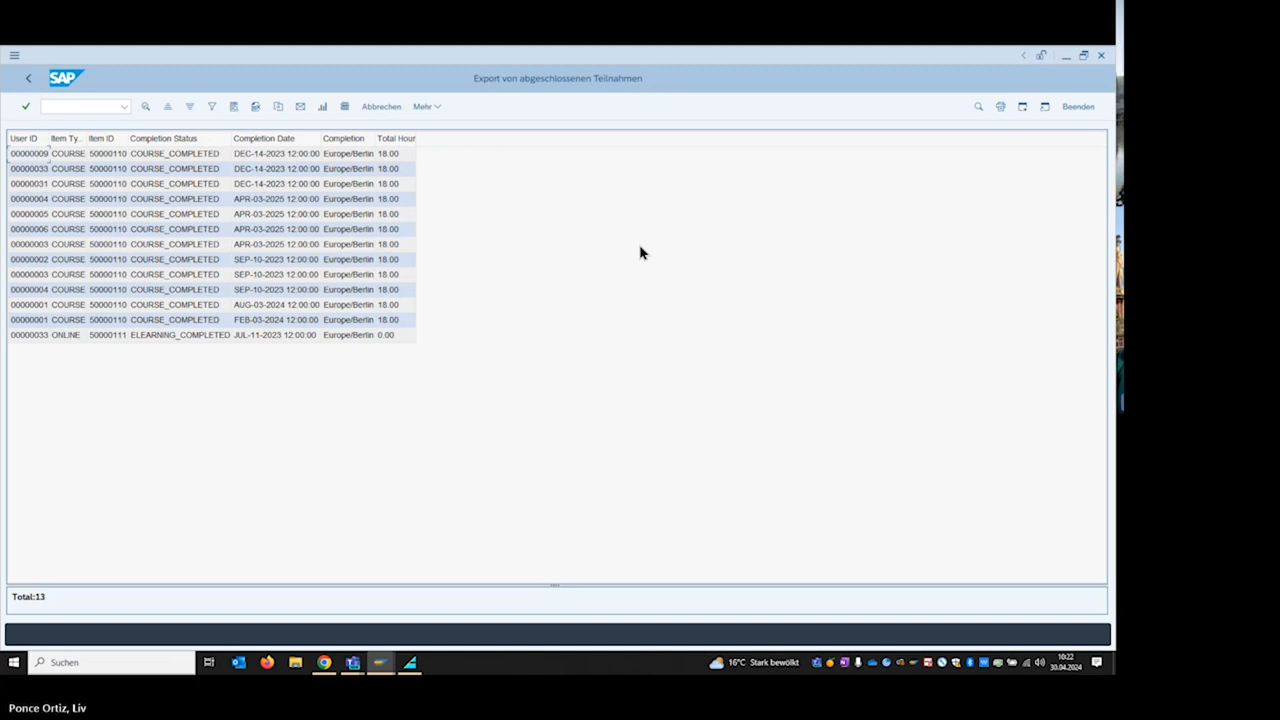 SAP
Export von abgeschlossenen Teilnahmen
Abbrechen Mehr Beenden
User ID Item Ty.. Item ID Completion Status Completion Date Completion Total Hour
00000009 COURSE 50000110 COURSE_COMPLETED DEC-14-2023 12:00:00 Europe/Berlin 18.00
00000033 COURSE 50000110 COURSE_COMPLETED DEC-14-2023 12:00:00 Europe/Berlin 18.00
00000031 COURSE 50000110 COURSE_COMPLETED DEC-14-2023 12:00:00 Europe/Berlin 18.00
00000004 COURSE 50000110 COURSE_COMPLETED APR-03-2025 12:00:00 Europe/Berlin 18.00
00000005 COURSE 50000110 COURSE_COMPLETED APR-03-2025 12:00:00 Europe/Berlin 18.00
00000006 COURSE 50000110 COURSE_COMPLETED APR-03-2025 12:00:00 Europe/Berlin 18.00
00000003 COURSE 50000110 COURSE_COMPLETED APR-03-2025 12:00:00 Europe/Berlin 18.00
00000002 COURSE 50000110 COURSE_COMPLETED SEP-10-2023 12:00:00 Europe/Berlin 18.00
00000003 COURSE 50000110 COURSE_COMPLETED SEP-10-2023 12:00:00 Europe/Berlin 18.00
00000004 COURSE 50000110 COURSE_COMPLETED SEP-10-2023 12:00:00 Europe/Berlin 18.00
00000001 COURSE 50000110 COURSE_COMPLETED AUG-03-2024 12:00:00 Europe/Berlin 18.00
00000001 COURSE 50000110 COURSE_COMPLETED FEB-03-2024 12:00:00 Europe/Berlin 18.00
00000033 ONLINE 50000111 ELEARNING_COMPLETED JUL-11-2023 12:00:00 Europe/Berlin 0.00
Total:13
Suchen 16°C Stark bewölkt 10:22
30.04.2024
Ponce Ortiz, Liv